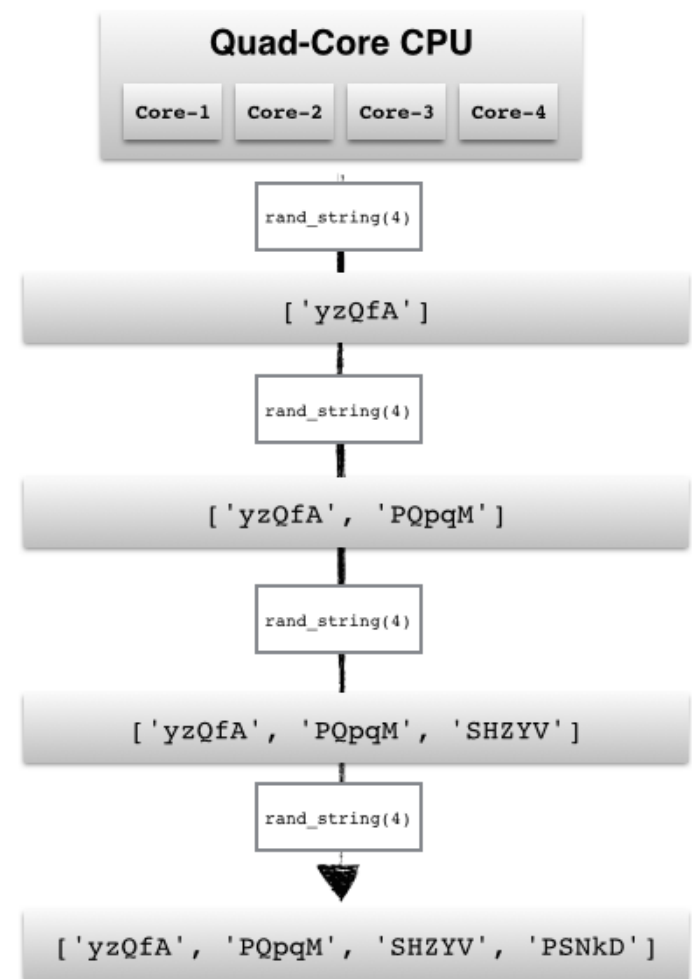 Quad-Core CPU
Core-1 Core-2 Core-3 Core-4
rand_string(4)
['yzQfA']
rand_string(4)
['yzQfA', 'PQpqM']
rand_string(4)
['yzQfA', 'PQpqM', 'SHZYV']
rand_string(4)
['yzQfA', 'PQpqM', 'SHZYV', 'PSNkD']